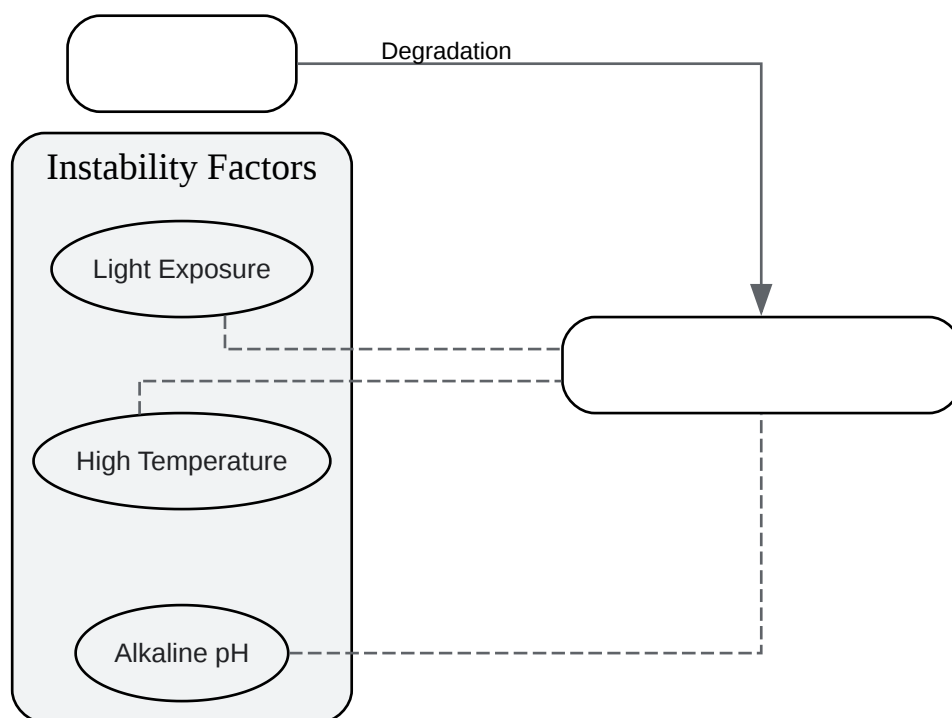 Degradation
Instability Factors
Light Exposure
High Temperature
Alkaline pH